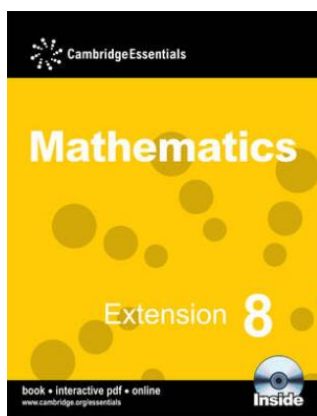 CambridgeEssentials
Mathematics
Extension 8
book • interactive pdf • online
www.cambridge.org/essentials
Inside